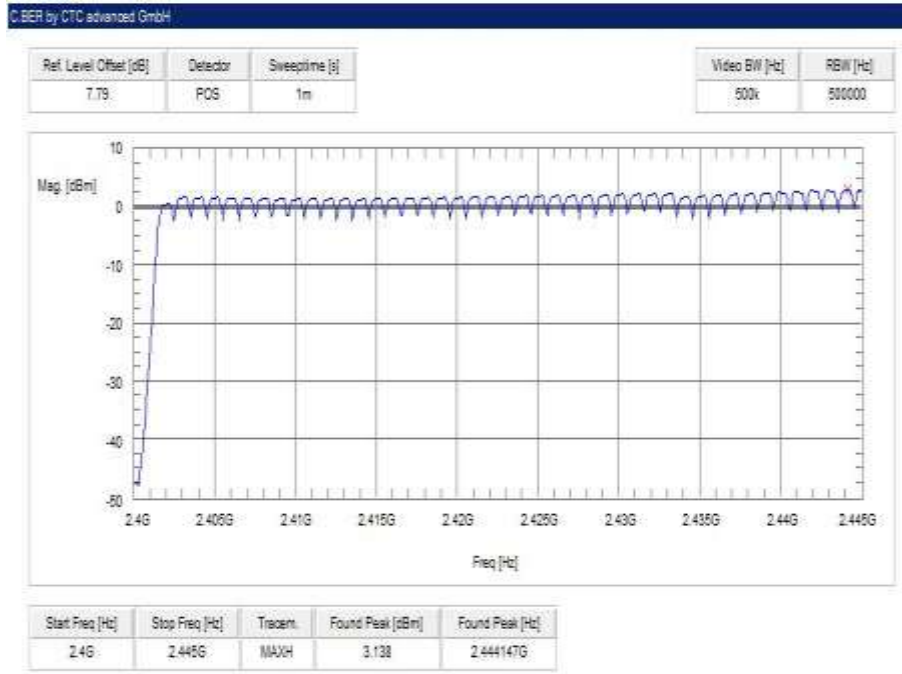 C.BER by CTC advanced GmbH
Ref. Level Offset [dB] Detector Sweeptime [s] Video BW [Hz] RBW [Hz]
7.79 POS 1m 500k 500000
Mag. [dBm]
10
0
-10
-20
-30
-40
-50
2.4G 2.405G 2.41G 2.415G 2.42G 2.425G 2.43G 2.435G 2.44G 2.445G
Freq [Hz]
Start Freq [Hz] Stop Freq [Hz] Tracem. Found Peak [dBm] Found Peak [Hz]
2.4G 2.445G MAXH 3.138 2.444147G